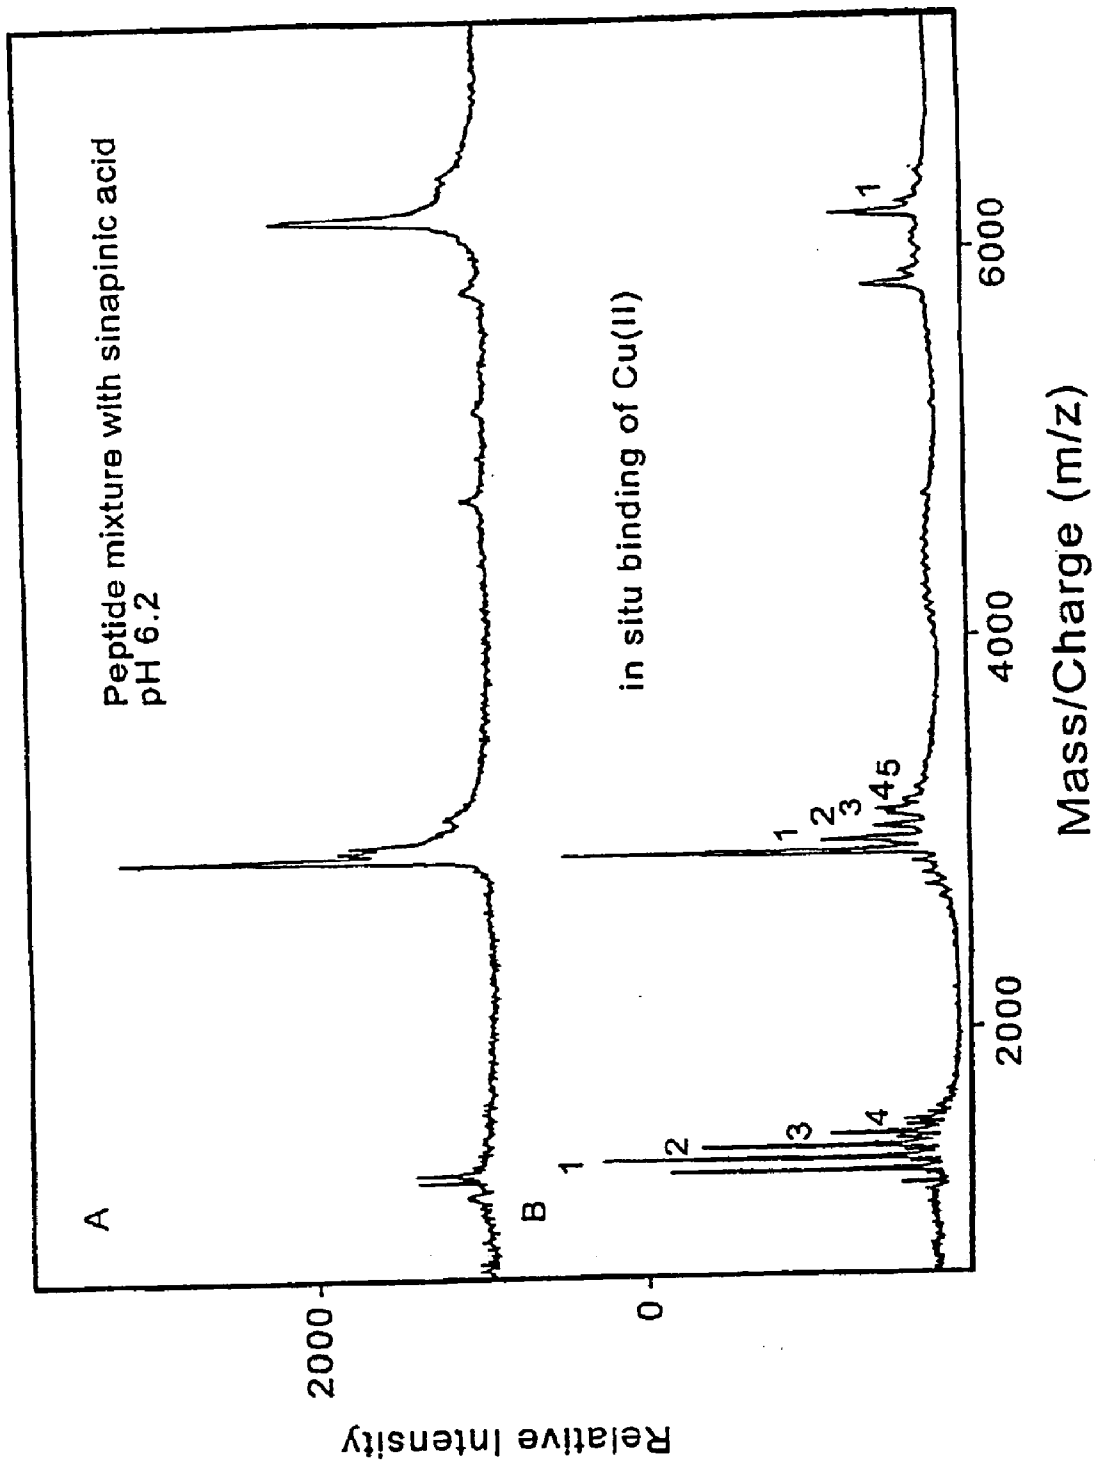 A
Peptide mixture with sinapinic acid
pH 6.2
B
in situ binding of Cu(II)
1
2
3
4
1
2
3
4
5
1
2000
0
Relative Intensity
2000
4000
6000
Mass/Charge (m/z)